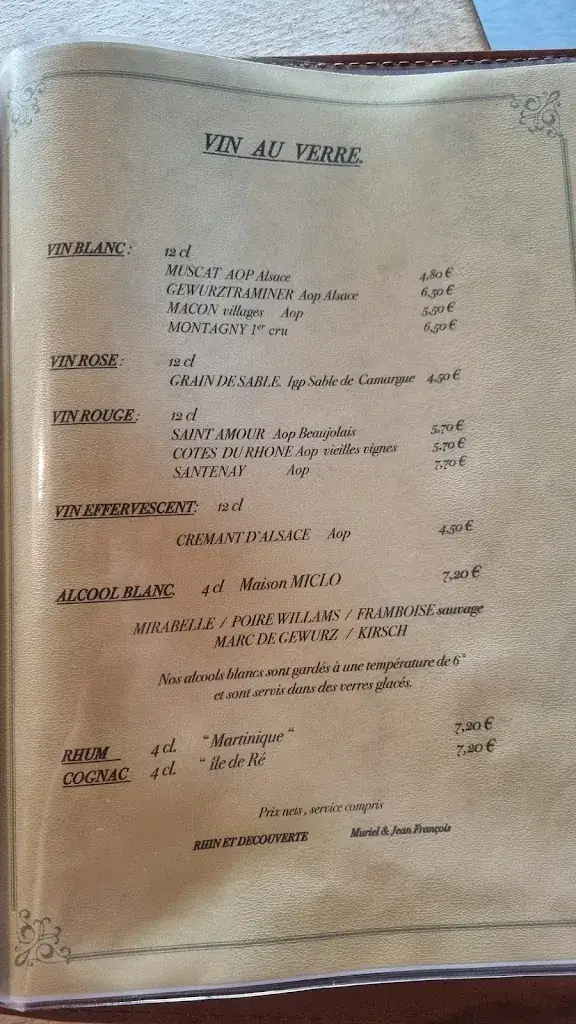 VIN AU VERRE.
VIN BLANC : 12 cl
MUSCAT AOP Alsace 4,80 €
GEWURZTRAMINER Aop Alsace 6,50 €
MACON villages Aop 5,50 €
MONTAGNY 1er cru 6,50 €
VIN ROSE : 12 cl
GRAIN DE SABLE. Igp Sable de Camargue 4,50 €
VIN ROUGE : 12 cl
SAINT AMOUR Aop Beaujolais 5,70 €
COTES DU RHONE Aop vieilles vignes 5,70 €
SANTENAY Aop 7,70 €
VIN EFFERVESCENT: 12 cl
CREMANT D'ALSACE Aop 4,50 €
ALCOOL BLANC. 4 cl Maison MICLO 7,20 €
MIRABELLE / POIRE WILLAMS / FRAMBOISE sauvage
MARC DE GEWURZ / KIRSCH
Nos alcools blancs sont gardés à une température de 6°
et sont servis dans des verres glacés.
RHUM 4 cl. “ Martinique “ 7,20 €
COGNAC 4 cl. “ île de Ré 7,20 €
Prix nets , service compris
RHIN ET DECOUVERTE Muriel & Jean François